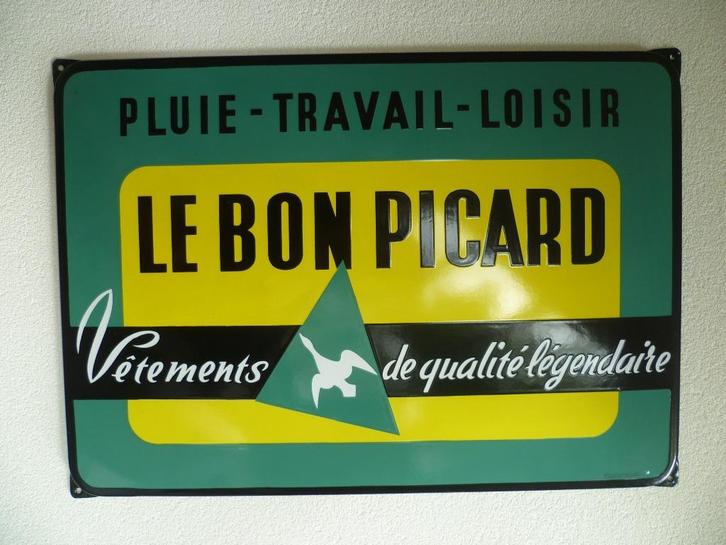 PLUIE - TRAVAIL - LOISIR
LE BON PICARD
Vêtements de qualité légendaire